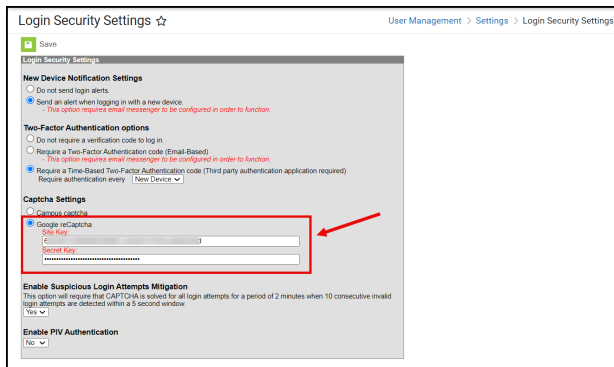 Login Security Settings
User Management > Settings > Login Security Settings
Save
Login Security Settings
New Device Notification Settings
Do not send login alerts.
Send an alert when logging in with a new device.
- This option requires email messenger to be configured in order to function.
Two-Factor Authentication options
Do not require a verification code to log in.
Require a Two-Factor Authentication code (Email-Based)
- This option requires email messenger to be configured in order to function.
Require a Time-Based Two-Factor Authentication code (Third party authentication application required).
Require authentication every New Device
Captcha Settings
Campus captcha
Google reCaptcha
Site Key:
Secret Key:
Enable Suspicious Login Attempts Mitigation
This option will require that CAPTCHA is solved for all login attempts for a period of 2 minutes when 10 consecutive invalid
login attempts are detected within a 5 second window.
Yes
Enable PIV Authentication
No